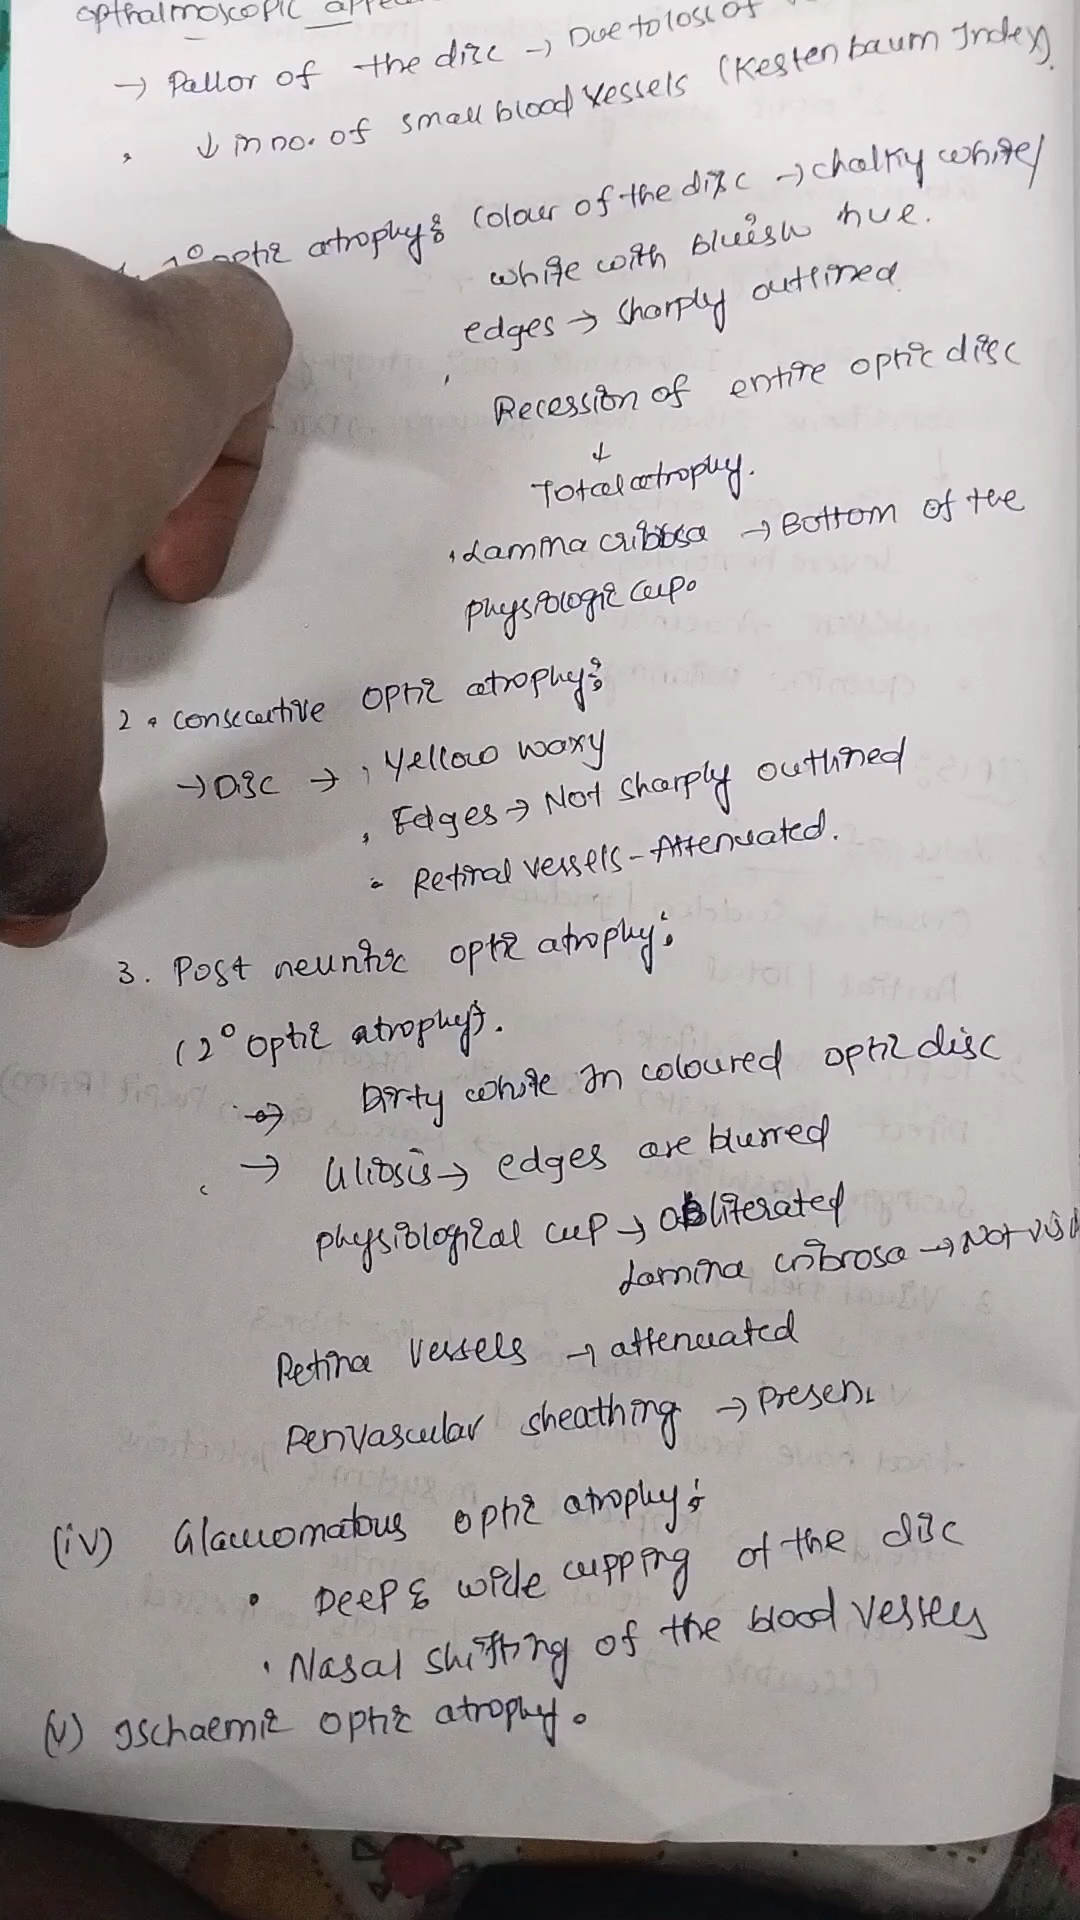 opthalmoscopic
→ Pallor of the disc → Due to loss of
↓ in no. of small blood vessels (Kestenbaum Index).
1° optic atrophy: Colour of the disc → chalky white/
white with blueish hue.
edges → sharply outlined.
Recession of entire optic disc
↓
Total atrophy.
Lamina cribosa → Bottom of the
physiologic cup.
2. consecutive optic atrophy:
→ Disc → Yellow waxy
Edges → Not sharply outlined
Retinal vessels - Attenuated.
3. Post neuritic optic atrophy:
(2° optic atrophy).
→ Dirty white in coloured optic disc
→ Gliosis → edges are blurred
physiological cup → obliterated
Lamina cribrosa → Not
Retina vessels → attenuated
Perivascular sheathing → Present
(iv) Glaucomatous optic atrophy:
• Deep & wide cupping of the disc
• Nasal shifting of the blood vessels
(v) Ischaemic optic atrophy.